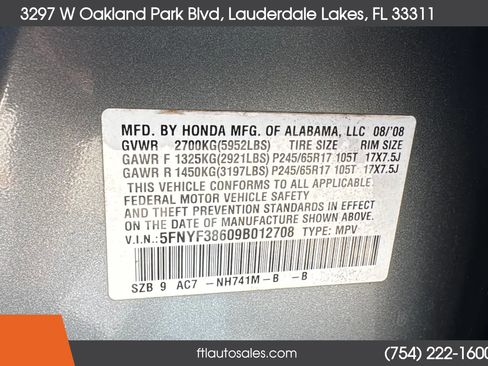 3297 W Oakland Park Blvd, Lauderdale Lakes, FL 33311
MFD. BY HONDA MFG. OF ALABAMA, LLC 08/'08
GVWR 2700KG(5952LBS) TIRE SIZE RIM SIZE
GAWR F 1325KG(2921LBS) P245/65R17 105T 17X7.5J
GAWR R 1450KG(3197LBS) P245/65R17 105T 17X7.5J
THIS VEHICLE CONFORMS TO ALL APPLICABLE
FEDERAL MOTOR VEHICLE SAFETY STANDARDS
IN EFFECT ON THE DATE OF MANUFACTURE SHOWN ABOVE.
V.I.N.: 5FNYF38609B012708 TYPE: MPV
SZB 9 AC7 -NH741M-B -B
ftlautosales.com
(754) 222-1600